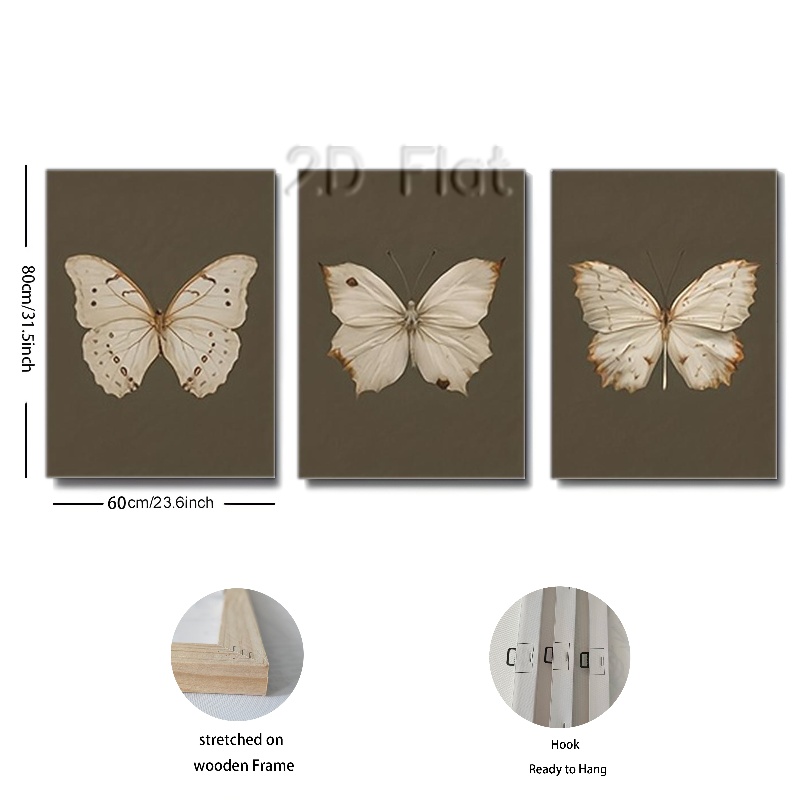 2D Flat
80cm/31.5inch
60cm/23.6inch
stretched on
wooden Frame
Hook
Ready to Hang